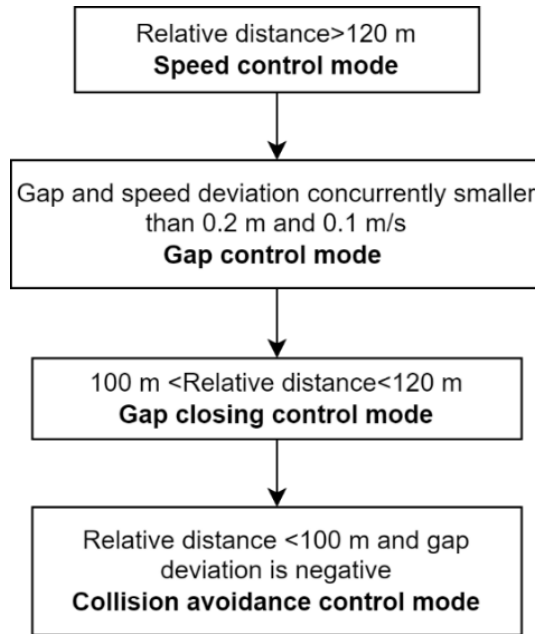 Relative distance>120 m
Speed control mode
Gap and speed deviation concurrently smaller
than 0.2 m and 0.1 m/s
Gap control mode
100 m <Relative distance<120 m
Gap closing control mode
Relative distance <100 m and gap
deviation is negative
Collision avoidance control mode